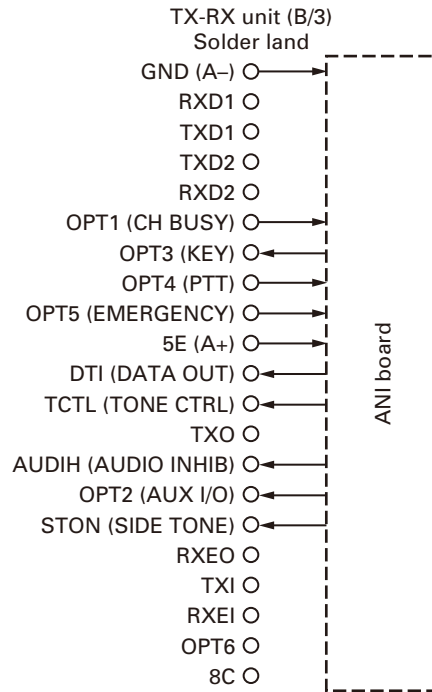 TX-RX unit (B/3)
Solder land
GND (A–)
RXD1
TXD1
TXD2
RXD2
OPT1 (CH BUSY)
OPT3 (KEY)
OPT4 (PTT)
OPT5 (EMERGENCY)
5E (A+)
DTI (DATA OUT)
TCTL (TONE CTRL)
TXO
AUDIH (AUDIO INHIB)
OPT2 (AUX I/O)
STON (SIDE TONE)
RXEO
TXI
RXEI
OPT6
8C
ANI board